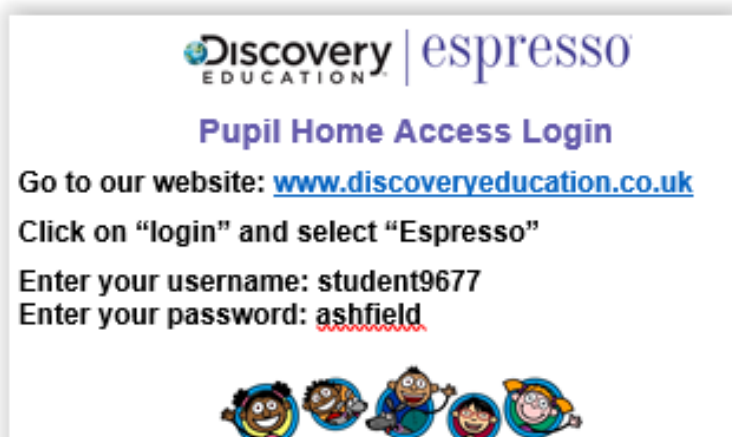 Discovery
EDUCATION
espresso
Pupil Home Access Login
Go to our website: www.discoveryeducation.co.uk
Click on “login” and select “Espresso”
Enter your username: student9677
Enter your password: ashfield